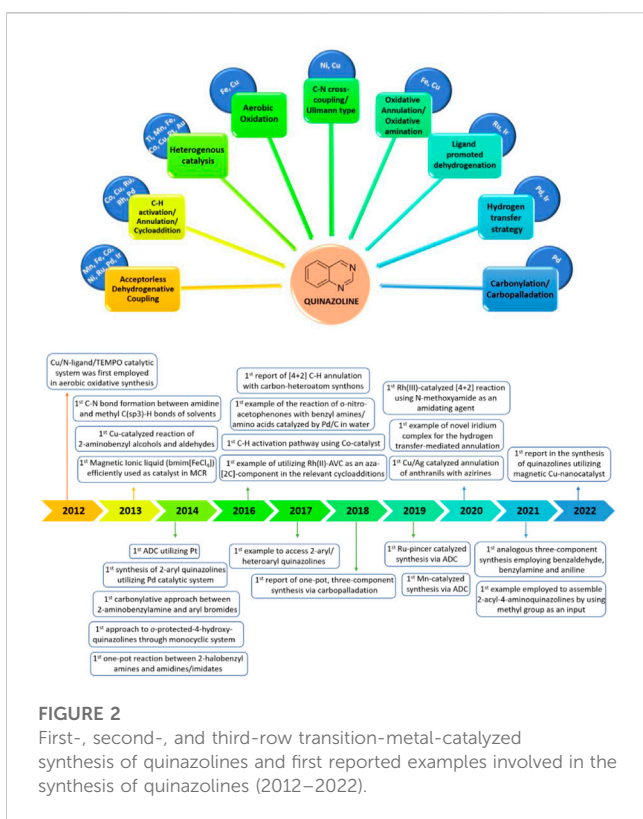 Ni, Cu
Fe, Cu
Fe, Cu
C-N cross-
coupling/
Ullmann type
Aerobic
Oxidation
Oxidative
Annulation/
Oxidative
amination
Ti, Mn, Fe,
Co, Cu, Pt, Au
Ru, Ir
Heterogenous
catalysis
Ligand
promoted
dehydrogenation
Co, Cu, Ru,
Rh, Pd
Pd, Ir
C-H
activation/
Annulation/
Cycloaddition
Hydrogen
transfer
strategy
Mn, Fe, Co,
Ni, Ru, Pd, Ir
Pd
Acceptorless
Dehydrogenative
Coupling
N
N
QUINAZOLINE
Carbonylation/
Carbopalladation
Cu/N-ligand/TEMPO catalytic
system was first employed
in aerobic oxidative synthesis
1st C-N bond formation between amidine
and methyl C(sp3)-H bonds of solvents
1st Cu-catalyzed reaction of
2-aminobenzyl alcohols and aldehydes
1st Magnetic Ionic liquid (bmim[FeCl4])
efficiently used as catalyst in MCR
1st report of [4+2] C-H annulation
with carbon-heteroatom synthons
1st example of the reaction of o-nitro-
acetophenones with benzyl amines/
amino acids catalyzed by Pd/C in water
1st C-H activation pathway using Co-catalyst
1st example of utilizing Rh(II)-AVC as an aza-
[2C]-component in the relevant cycloadditions
1st Rh(III)-catalyzed [4+2] reaction
using N-methoxyamide as an
amidating agent
1st example of novel iridium
complex for the hydrogen
transfer-mediated annulation
1st Cu/Ag catalyzed annulation
of anthranils with azirines
1st report in the synthesis
of quinazolines utilizing
magnetic Cu-nanocatalyst
2012 2013 2014 2016 2017 2018 2019 2020 2021 2022
1st ADC utilizing Pt
1st synthesis of 2-aryl quinazolines
utilizing Pd catalytic system
1st carbonylative approach between
2-aminobenzylamine and aryl bromides
1st approach to o-protected-4-hydroxy-
quinazolines through monocyclic system
1st one-pot reaction between 2-halobenzyl
amines and amidines/imidates
1st example to access 2-aryl/
heteroaryl quinazolines
1st report of one-pot, three-component
synthesis via carbopalladation
1st Ru-pincer catalyzed
synthesis via ADC
1st Mn-catalyzed
synthesis via ADC
1st analogous three-component
synthesis employing benzaldehyde,
benzylamine and aniline
1st example employed to assemble
2-acyl-4-aminoquinazolines by using
methyl group as an input
FIGURE 2
First-, second-, and third-row transition-metal-catalyzed
synthesis of quinazolines and first reported examples involved in the
synthesis of quinazolines (2012–2022).